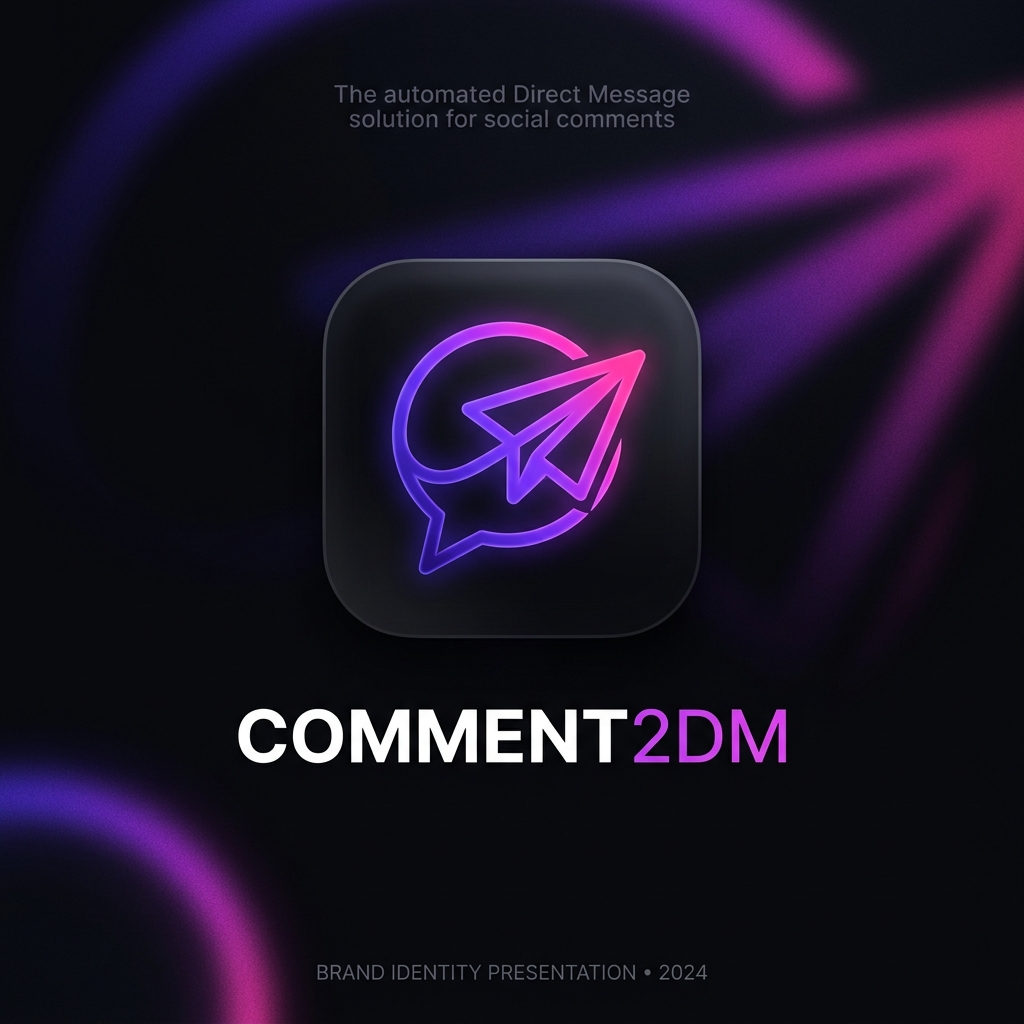 The automated Direct Message
solution for social comments
COMMENT2DM
BRAND IDENTITY PRESENTATION • 2024